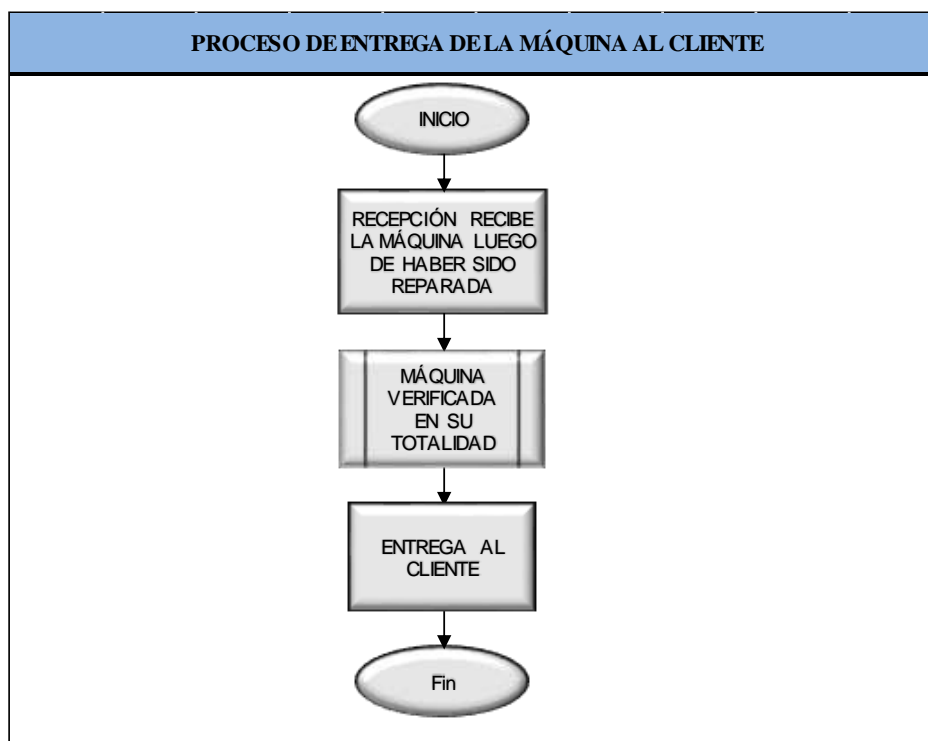 PROCESO DE ENTREGA DE LA MÁQUINA AL CLIENTE
INICIO
RECEPCIÓN RECIBE
LA MÁQUINA LUEGO
DE HABER SIDO
REPARADA
MÁQUINA
VERIFICADA
EN SU
TOTALIDAD
ENTREGA AL
CLIENTE
Fin